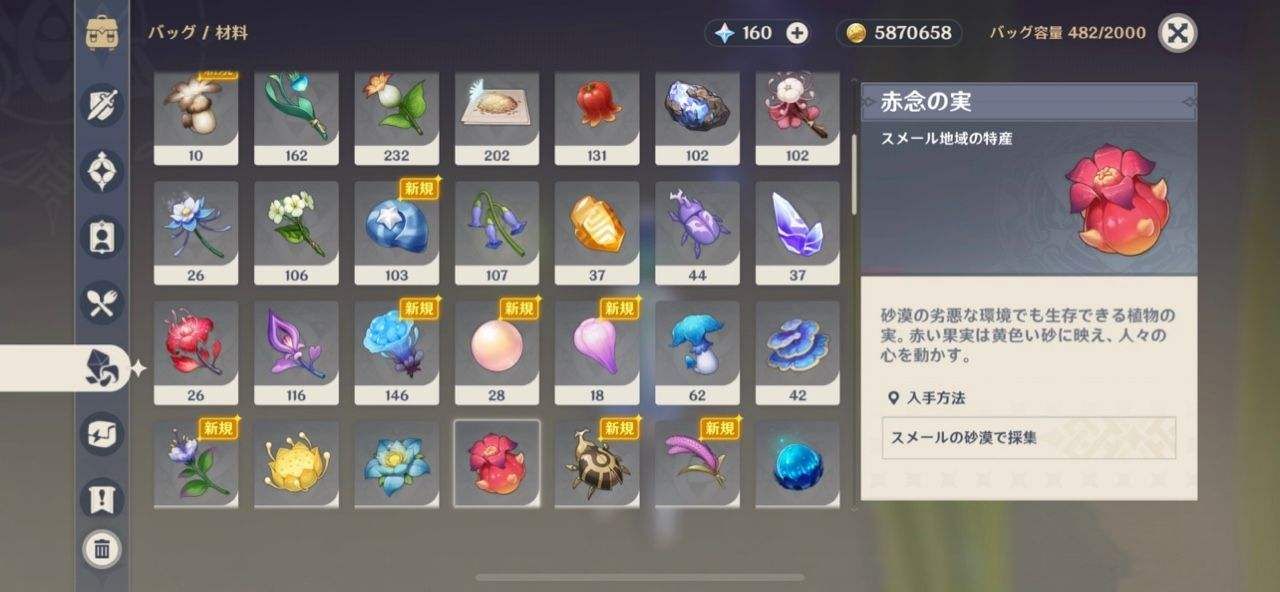 バッグ / 材料
160
5870658
バッグ容量 482/2000
新規
10
162
232
202
131
102
102
新規
26
106
103
107
37
44
37
新規
新規
新規
26
116
146
28
18
62
42
新規
新規
新規
赤念の実
スメール地域の特産
砂漠の劣悪な環境でも生存できる植物の
実。赤い果実は黄色い砂に映え、人々の
心を動かす。
入手方法
スメールの砂漠で採集